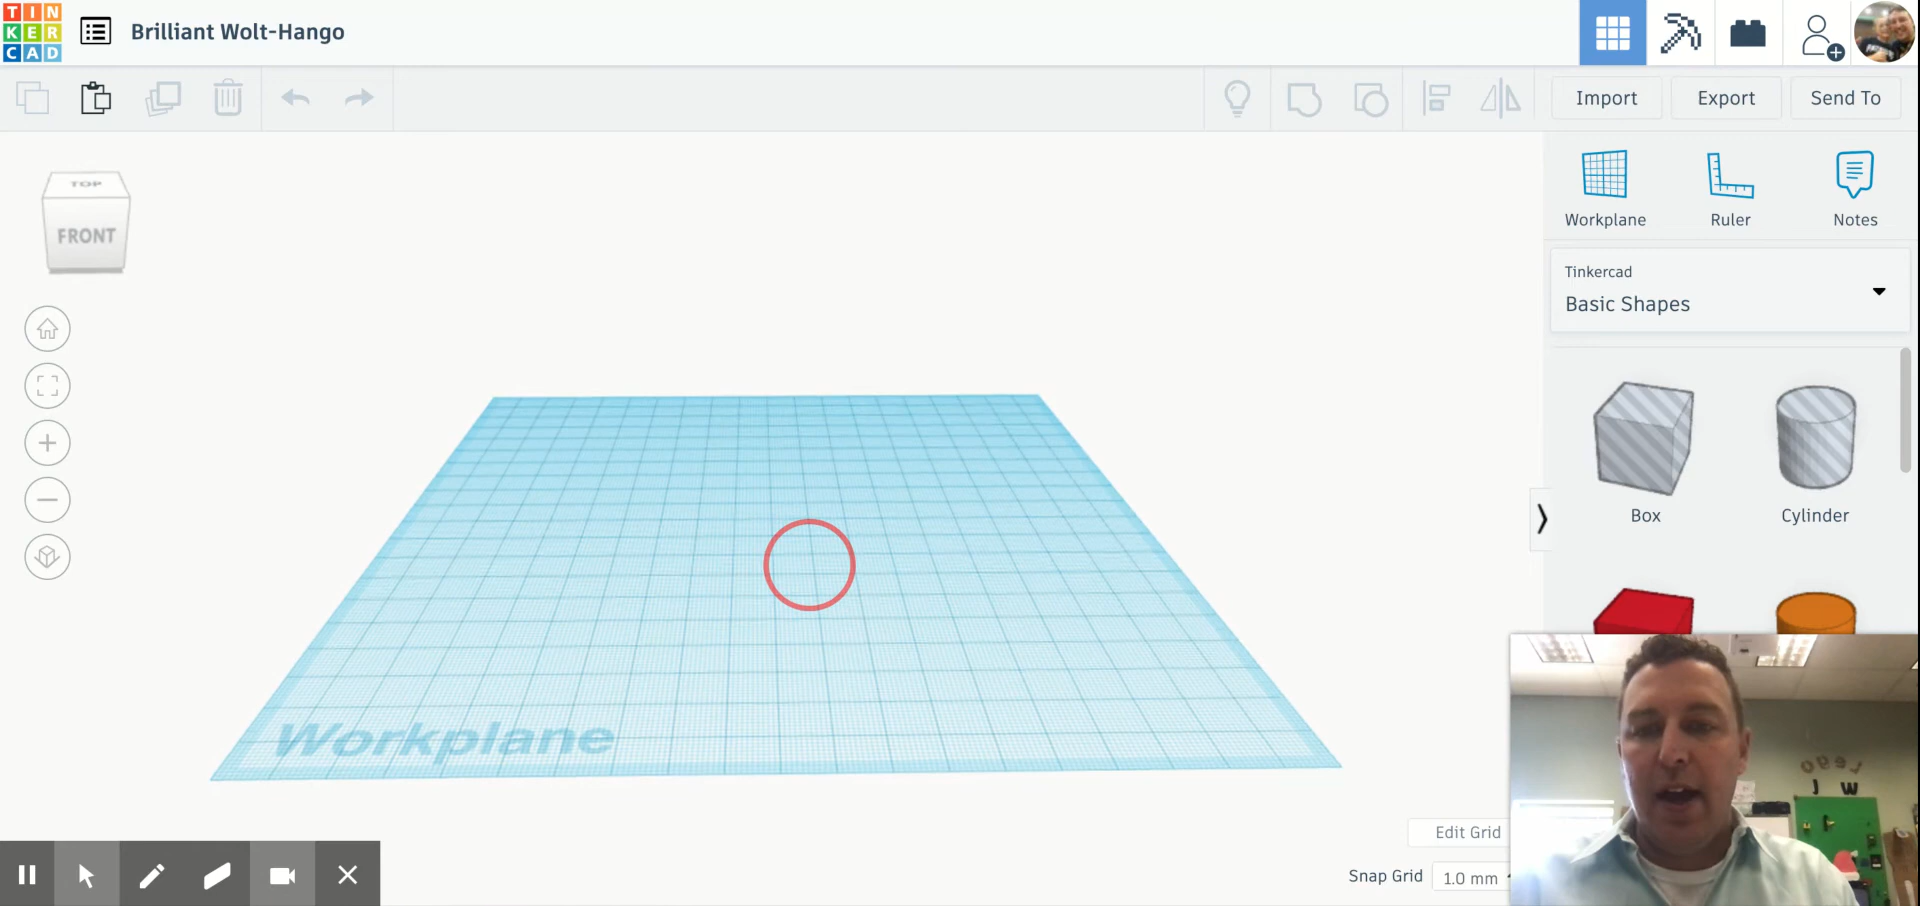 TIN
KER
CAD
Brilliant Wolt-Hango
Import
Export
Send To
TOP
FRONT
Workplane
Ruler
Notes
Tinkercad
Basic Shapes
Box
Cylinder
Workplane
Edit Grid
Snap Grid
1.0 mm